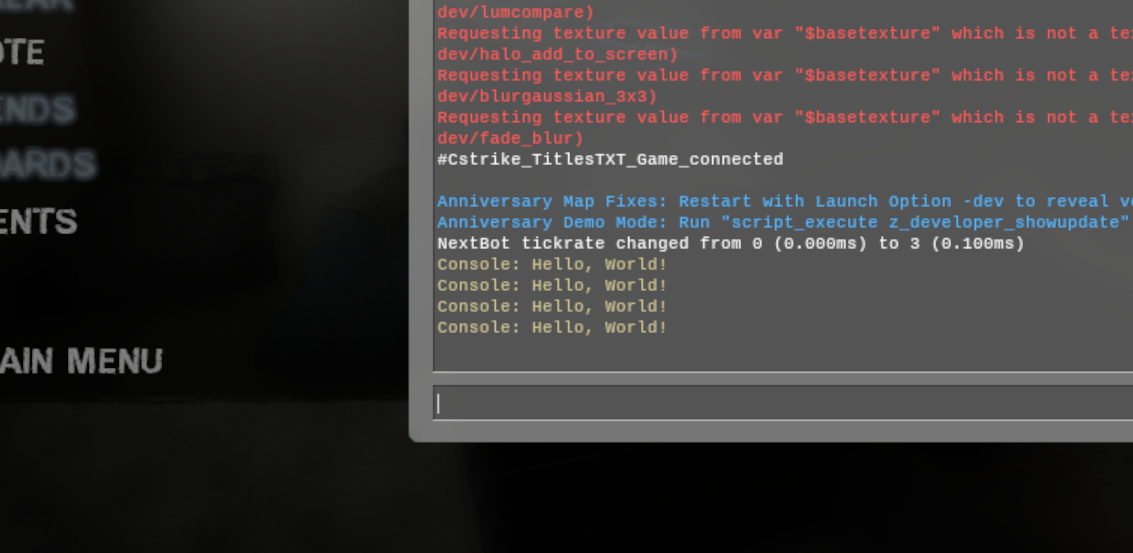 OTE
ENDS
ARDS
ENTS
AIN MENU
dev/lumcompare)
Requesting texture value from var "$basetexture" which is not a te
dev/halo_add_to_screen)
Requesting texture value from var "$basetexture" which is not a te
dev/blurgaussian_3x3)
Requesting texture value from var "$basetexture" which is not a te
dev/fade_blur)
#Cstrike_TitlesTXT_Game_connected
Anniversary Map Fixes: Restart with Launch Option -dev to reveal v
Anniversary Demo Mode: Run "script_execute z_developer_showupdate"
NextBot tickrate changed from 0 (0.000ms) to 3 (0.100ms)
Console: Hello, World!
Console: Hello, World!
Console: Hello, World!
Console: Hello, World!